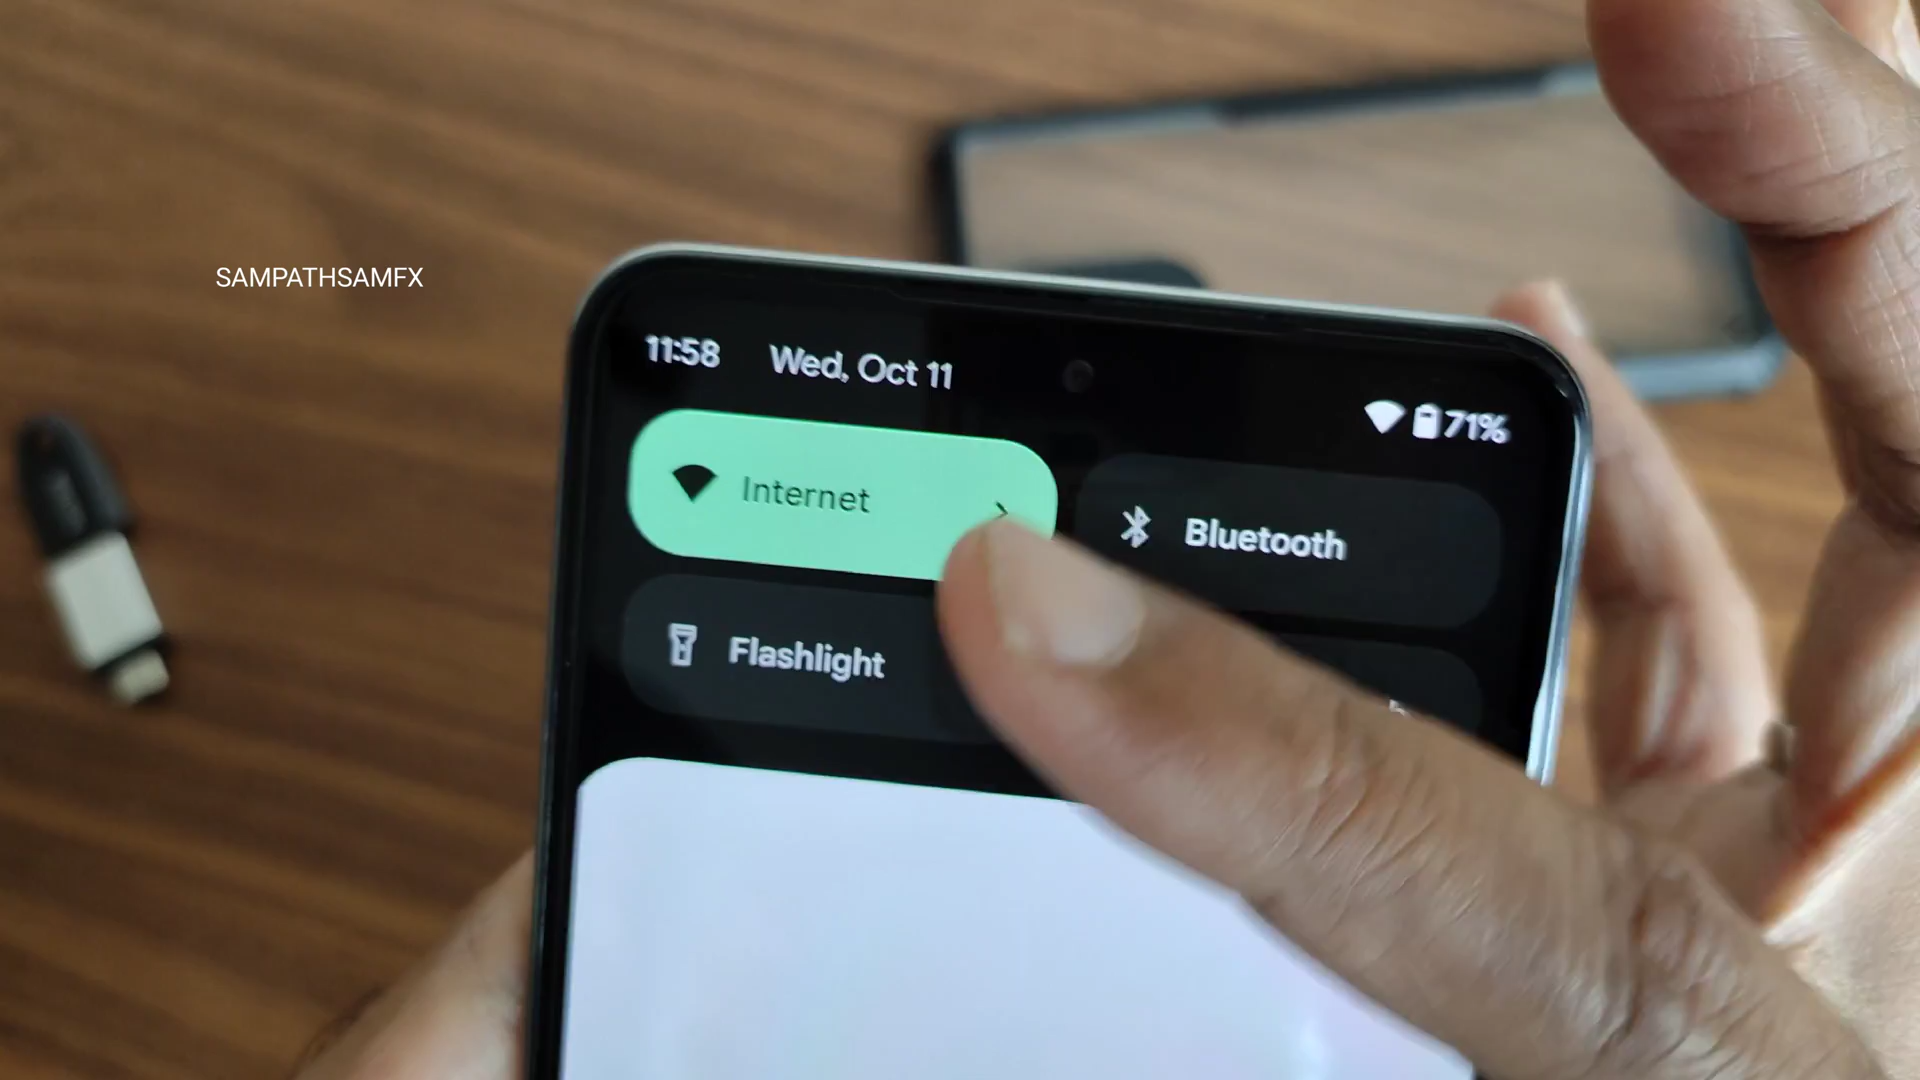 SAMPATHSAMFX
11:58 Wed, Oct 11
71%
Internet
Bluetooth
Flashlight